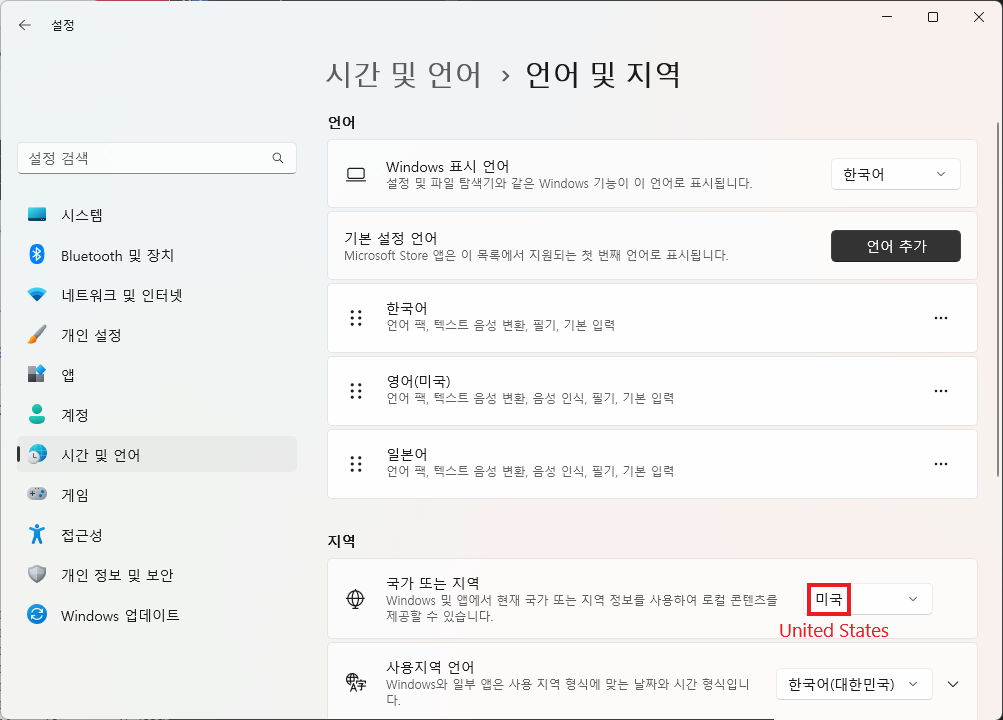 설정
시간 및 언어 › 언어 및 지역
설정 검색
시스템
Bluetooth 및 장치
네트워크 및 인터넷
개인 설정
앱
계정
시간 및 언어
게임
접근성
개인 정보 및 보안
Windows 업데이트
언어
Windows 표시 언어
설정 및 파일 탐색기와 같은 Windows 기능이 이 언어로 표시됩니다.
한국어
기본 설정 언어
Microsoft Store 앱은 이 목록에서 지원되는 첫 번째 언어로 표시됩니다.
언어 추가
한국어
언어 팩, 텍스트 음성 변환, 필기, 기본 입력
영어(미국)
언어 팩, 텍스트 음성 변환, 음성 인식, 필기, 기본 입력
일본어
언어 팩, 텍스트 음성 변환, 음성 인식, 필기, 기본 입력
지역
국가 또는 지역
Windows 및 앱에서 현재 국가 또는 지역 정보를 사용하여 로컬 콘텐츠를
제공할 수 있습니다.
미국
United States
사용지역 언어
Windows와 일부 앱은 사용 지역 형식에 맞는 날짜와 시간 형식입니
다.
한국어(대한민국)